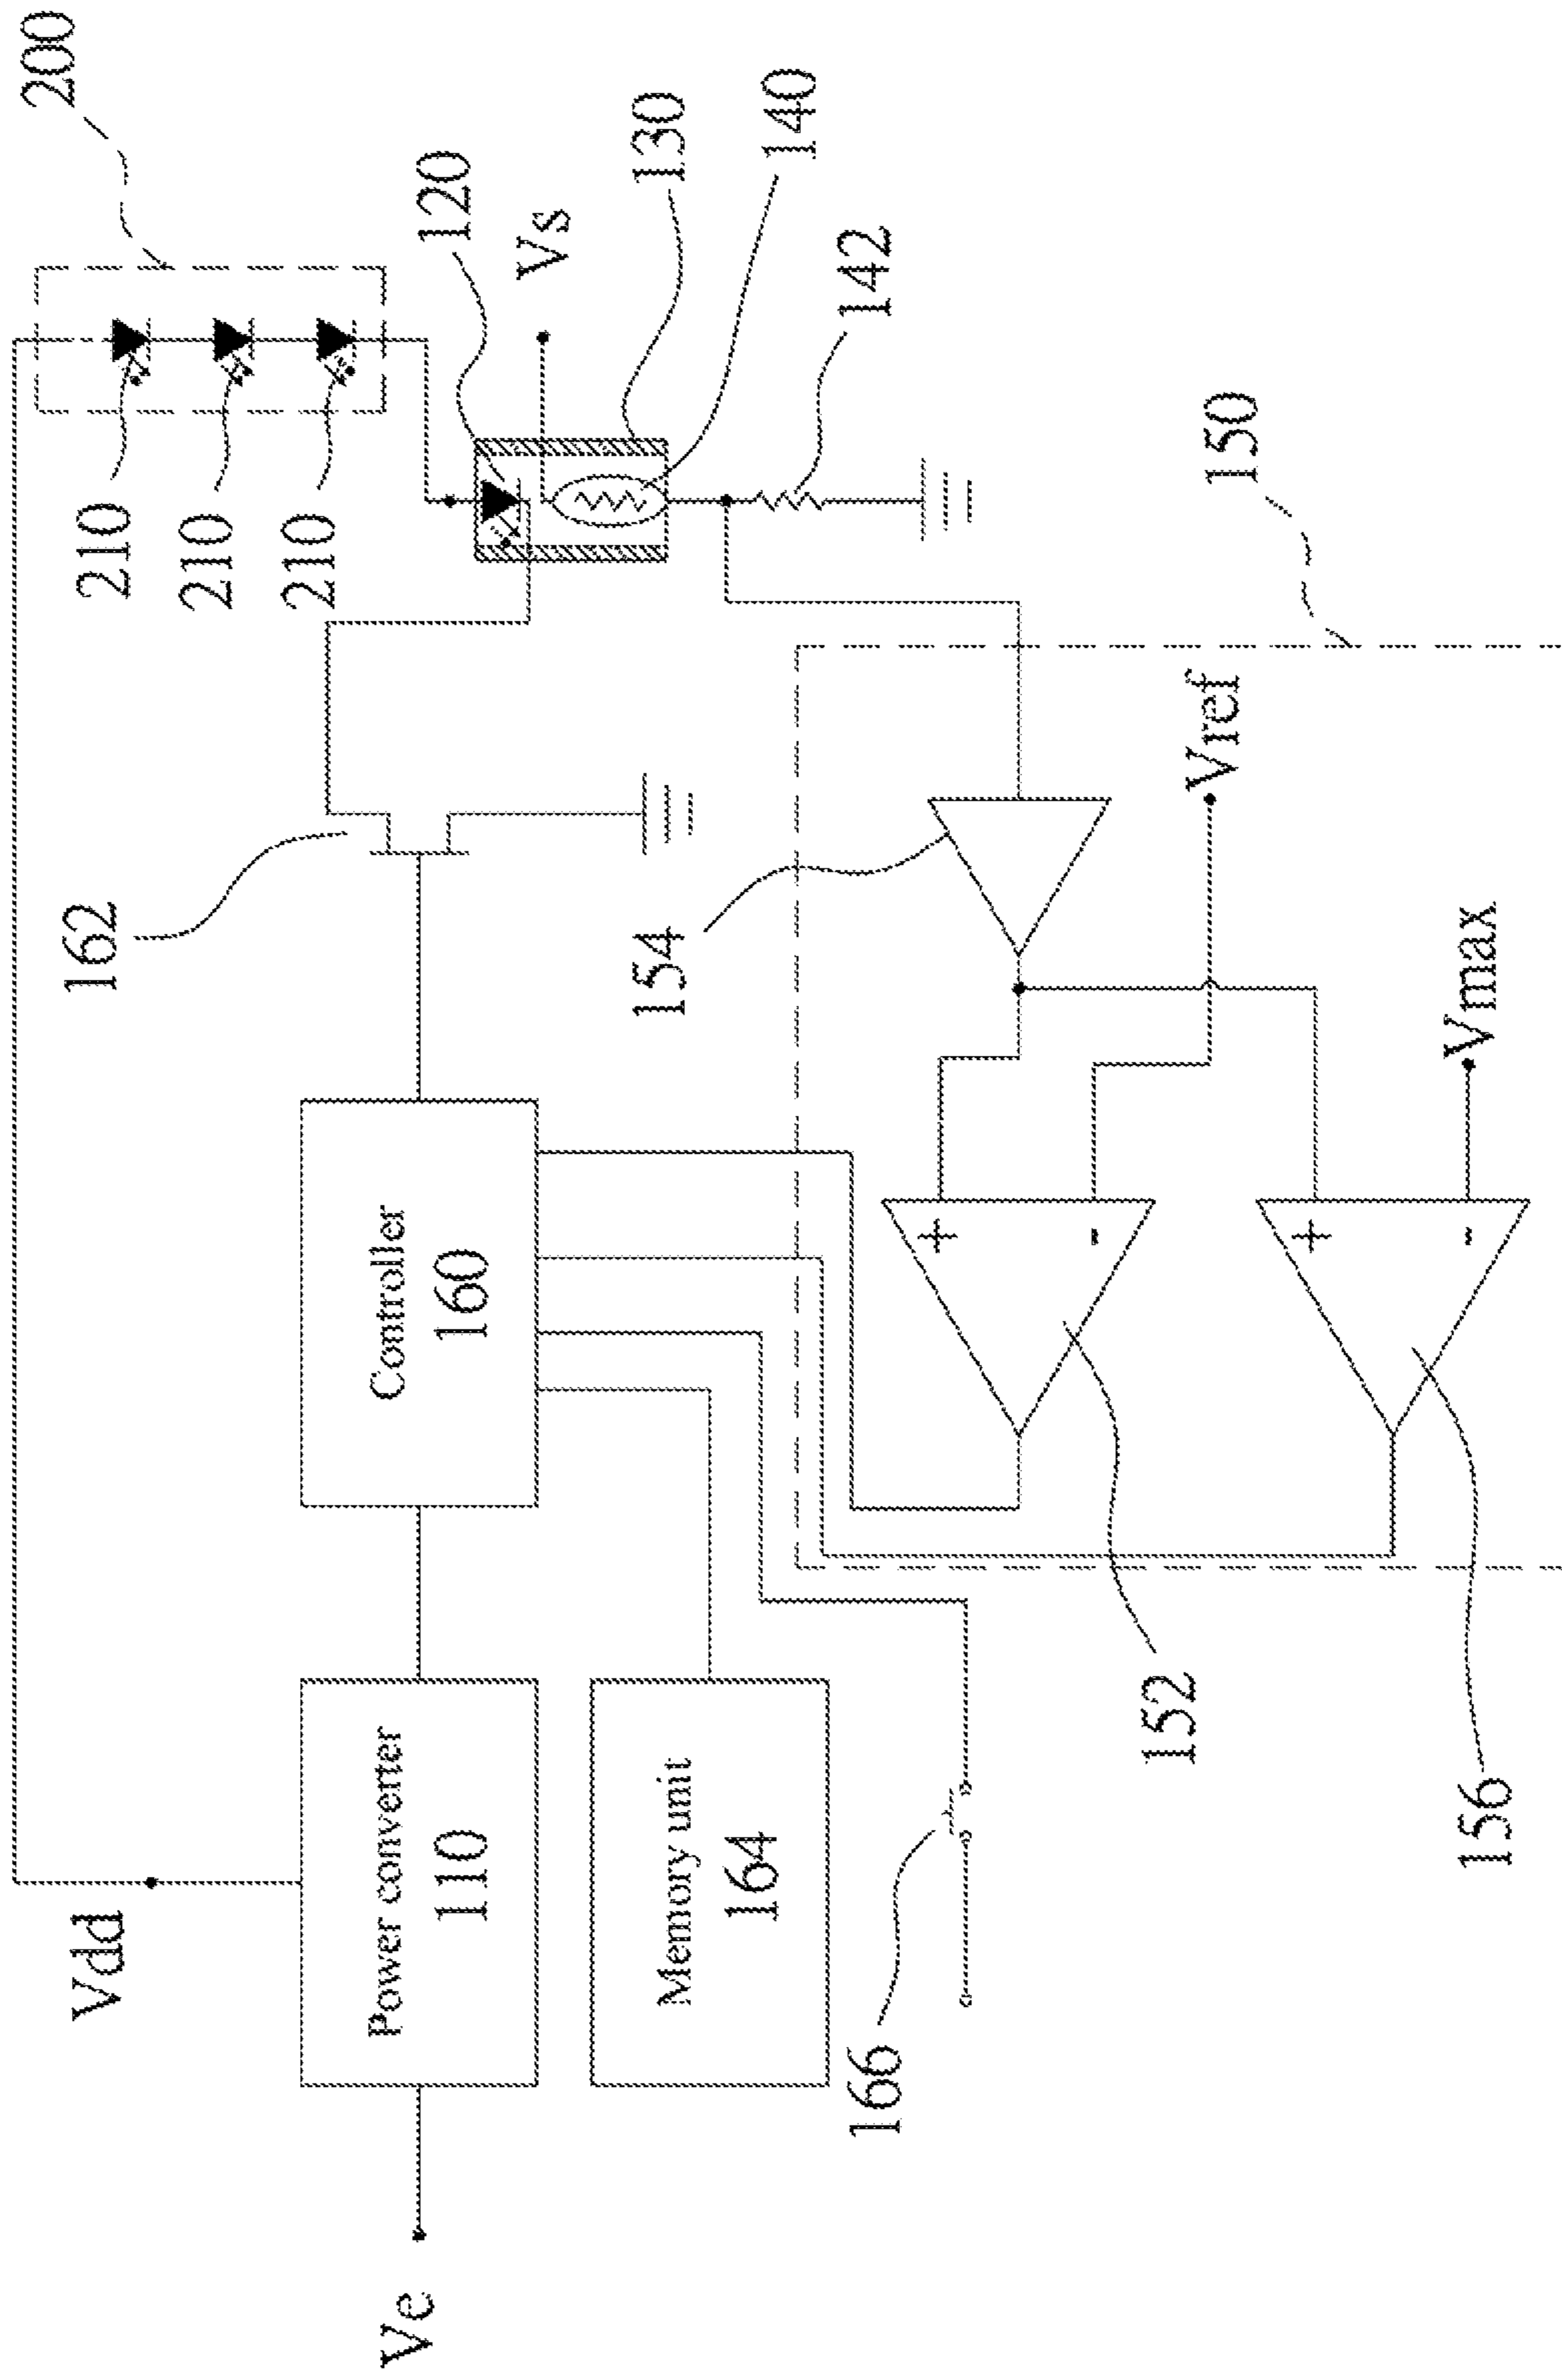 Ve
Vdd
Power converter
110
Controller
160
162
210
210
210
200
120
Vs
130
140
142
Memory unit
164
166
154
150
Vref
152
+
-
Vmax
156
+
-